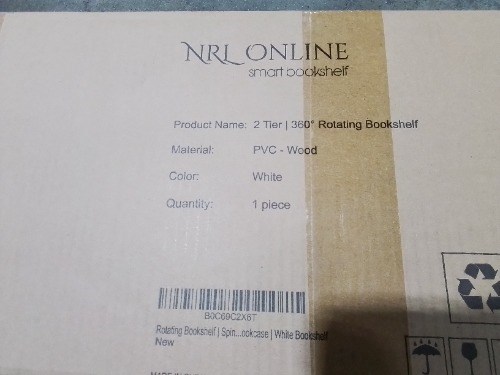 NRL ONLINE
smart bookshelf
Product Name: 2 Tier | 360° Rotating Bookshelf
Material: PVC - Wood
Color: White
Quantity: 1 piece
B0C69C2X6T
Rotating Bookshelf | Spin...ookcase | White Bookshelf
New